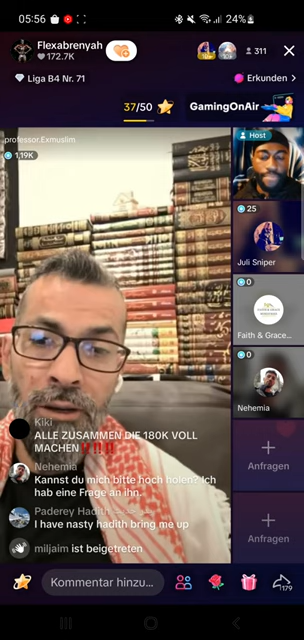 05:56
24%
Flexabrenyah
172.7K
311
Liga B4 Nr. 71
Erkunden >
37/50
GamingOnAir
professor.Exmuslim
1,19K
Host
25
Juli Sniper
0
Faith & Grace...
0
Nehemia
Anfragen
Anfragen
Kiki
ALLE ZUSAMMEN DIE 180K VOLL
MACHEN‼️‼️
Nehemia
Kannst du mich bitte hoch holen? Ich
hab eine Frage an ihn.
Paderey Hadith
I have nasty hadith bring me up
miljaim ist beigetreten
Kommentar hinzu...
179